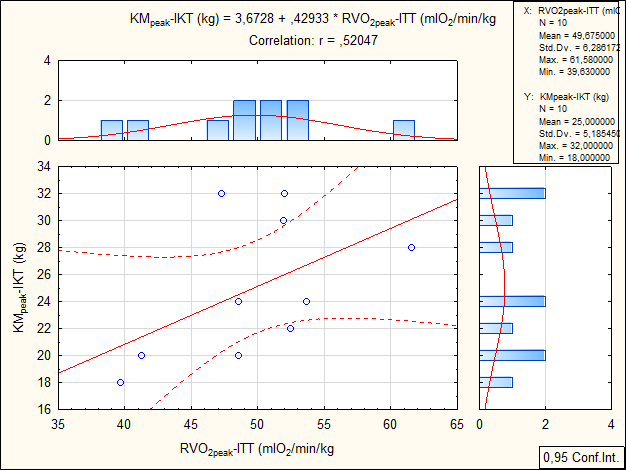 KMpeak-IKT (kg) = 3,6728 + ,42933 * RVO2peak-ITT (mlO2/min/kg
Correlation: r = ,52047
X: RVO2peak-ITT (mlO
N = 10
Mean = 49,675000
Std.Dv. = 6,286172
Max. = 61,580000
Min. = 39,630000
Y: KMpeak-IKT (kg)
N = 10
Mean = 25,000000
Std.Dv. = 5,185450
Max. = 32,000000
Min. = 18,000000
4
2
0
34
32
30
28
26
24
22
20
18
16
KMpeak-IKT (kg)
35 40 45 50 55 60 65
0 2 4
RVO2peak-ITT (mlO2/min/kg
0,95 Conf.Int.